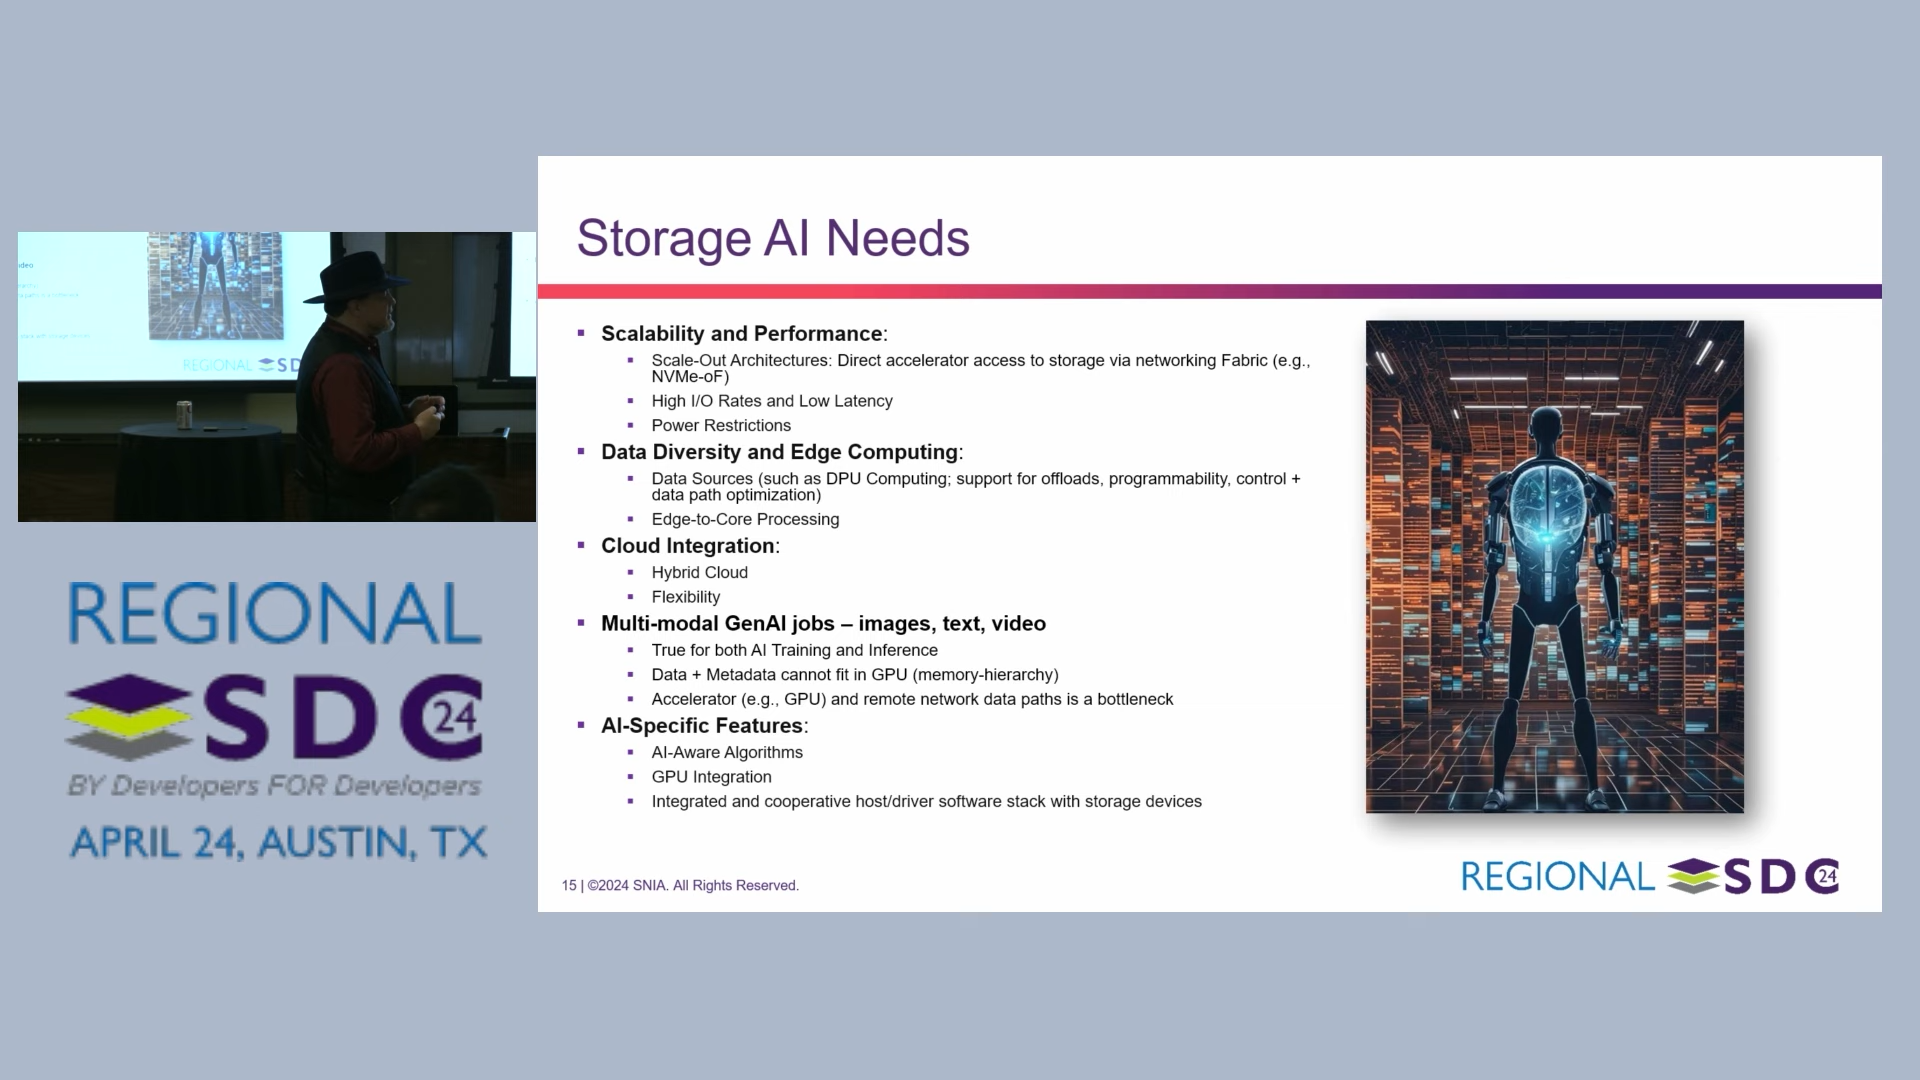 Storage AI Needs
Scalability and Performance:
Scale-Out Architectures: Direct accelerator access to storage via networking Fabric (e.g.,
NVMe-oF)
High I/O Rates and Low Latency
Power Restrictions
Data Diversity and Edge Computing:
Data Sources (such as DPU Computing; support for offloads, programmability, control +
data path optimization)
Edge-to-Core Processing
Cloud Integration:
Hybrid Cloud
Flexibility
Multi-modal GenAI jobs – images, text, video
True for both AI Training and Inference
Data + Metadata cannot fit in GPU (memory-hierarchy)
Accelerator (e.g., GPU) and remote network data paths is a bottleneck
AI-Specific Features:
AI-Aware Algorithms
GPU Integration
Integrated and cooperative host/driver software stack with storage devices
15 | ©2024 SNIA. All Rights Reserved.
REGIONAL SDC 24
REGIONAL SD
REGIONAL
SDC 24
BY Developers FOR Developers
APRIL 24, AUSTIN, TX